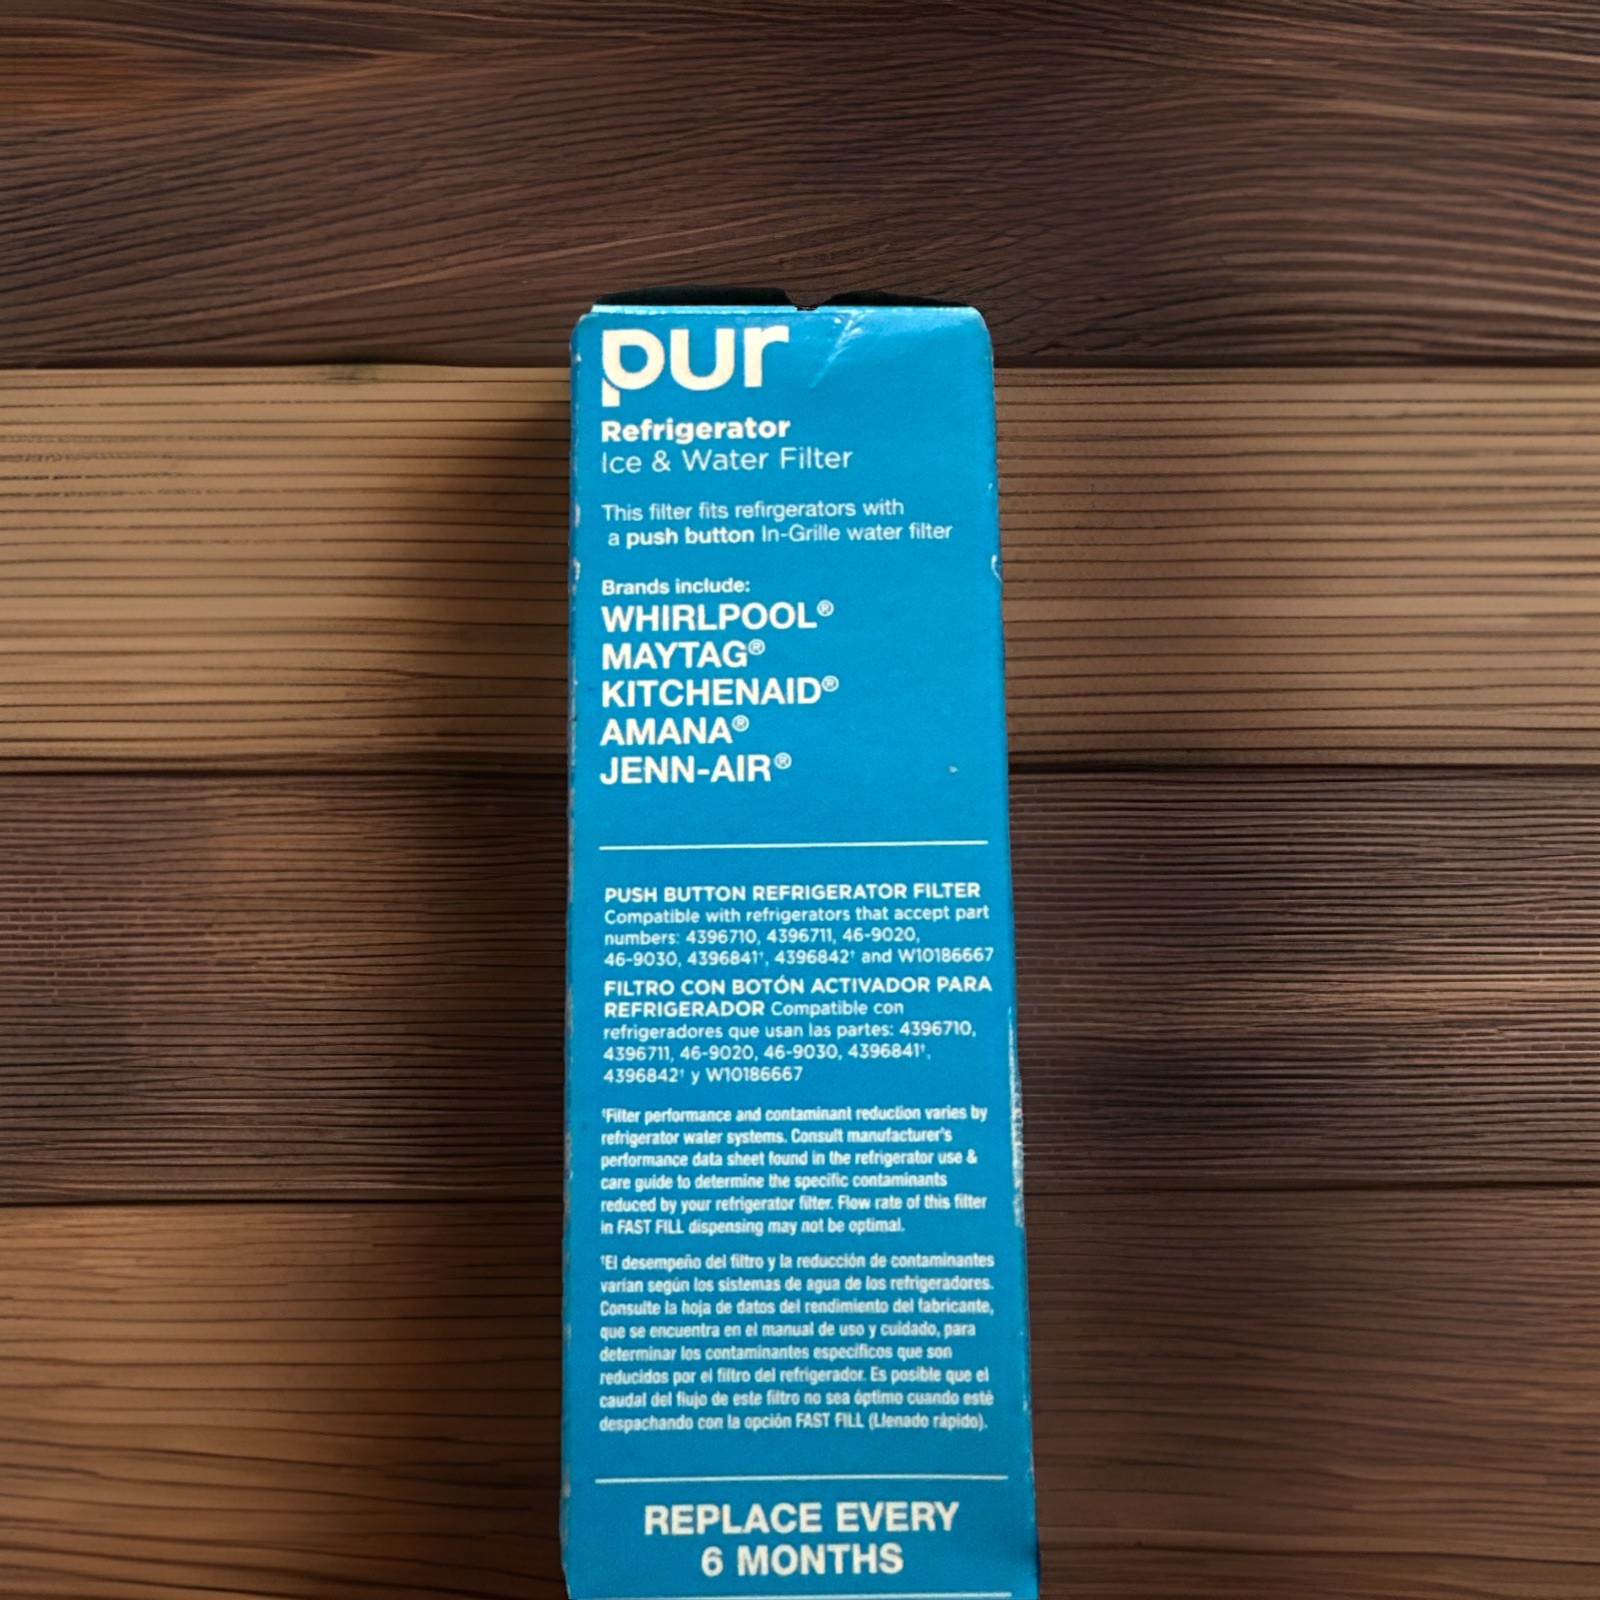 pur
Refrigerator
Ice & Water Filter
This filter fits refirgerators with
a push button In-Grille water filter
Brands include:
WHIRLPOOL®
MAYTAG®
KITCHENAID®
AMANA®
JENN-AIR®
PUSH BUTTON REFRIGERATOR FILTER
Compatible with refrigerators that accept part
numbers: 4396710, 4396711, 46-9020,
46-9030, 4396841†, 4396842† and W10186667
FILTRO CON BOTÓN ACTIVADOR PARA
REFRIGERADOR Compatible con
refrigeradores que usan las partes: 4396710,
4396711, 46-9020, 46-9030, 4396841†,
4396842† y W10186667
†Filter performance and contaminant reduction varies by
refrigerator water systems. Consult manufacturer's
performance data sheet found in the refrigerator use &
care guide to determine the specific contaminants
reduced by your refrigerator filter. Flow rate of this filter
in FAST FILL dispensing may not be optimal.
†El desempeño del filtro y la reducción de contaminantes
varían según los sistemas de agua de los refrigeradores.
Consulte la hoja de datos del rendimiento del fabricante,
que se encuentra en el manual de uso y cuidado, para
determinar los contaminantes específicos que son
reducidos por el filtro del refrigerador. Es posible que el
caudal del flujo de este filtro no sea óptimo cuando esté
despachando con la opción FAST FILL (Llenado rápido).
REPLACE EVERY
6 MONTHS